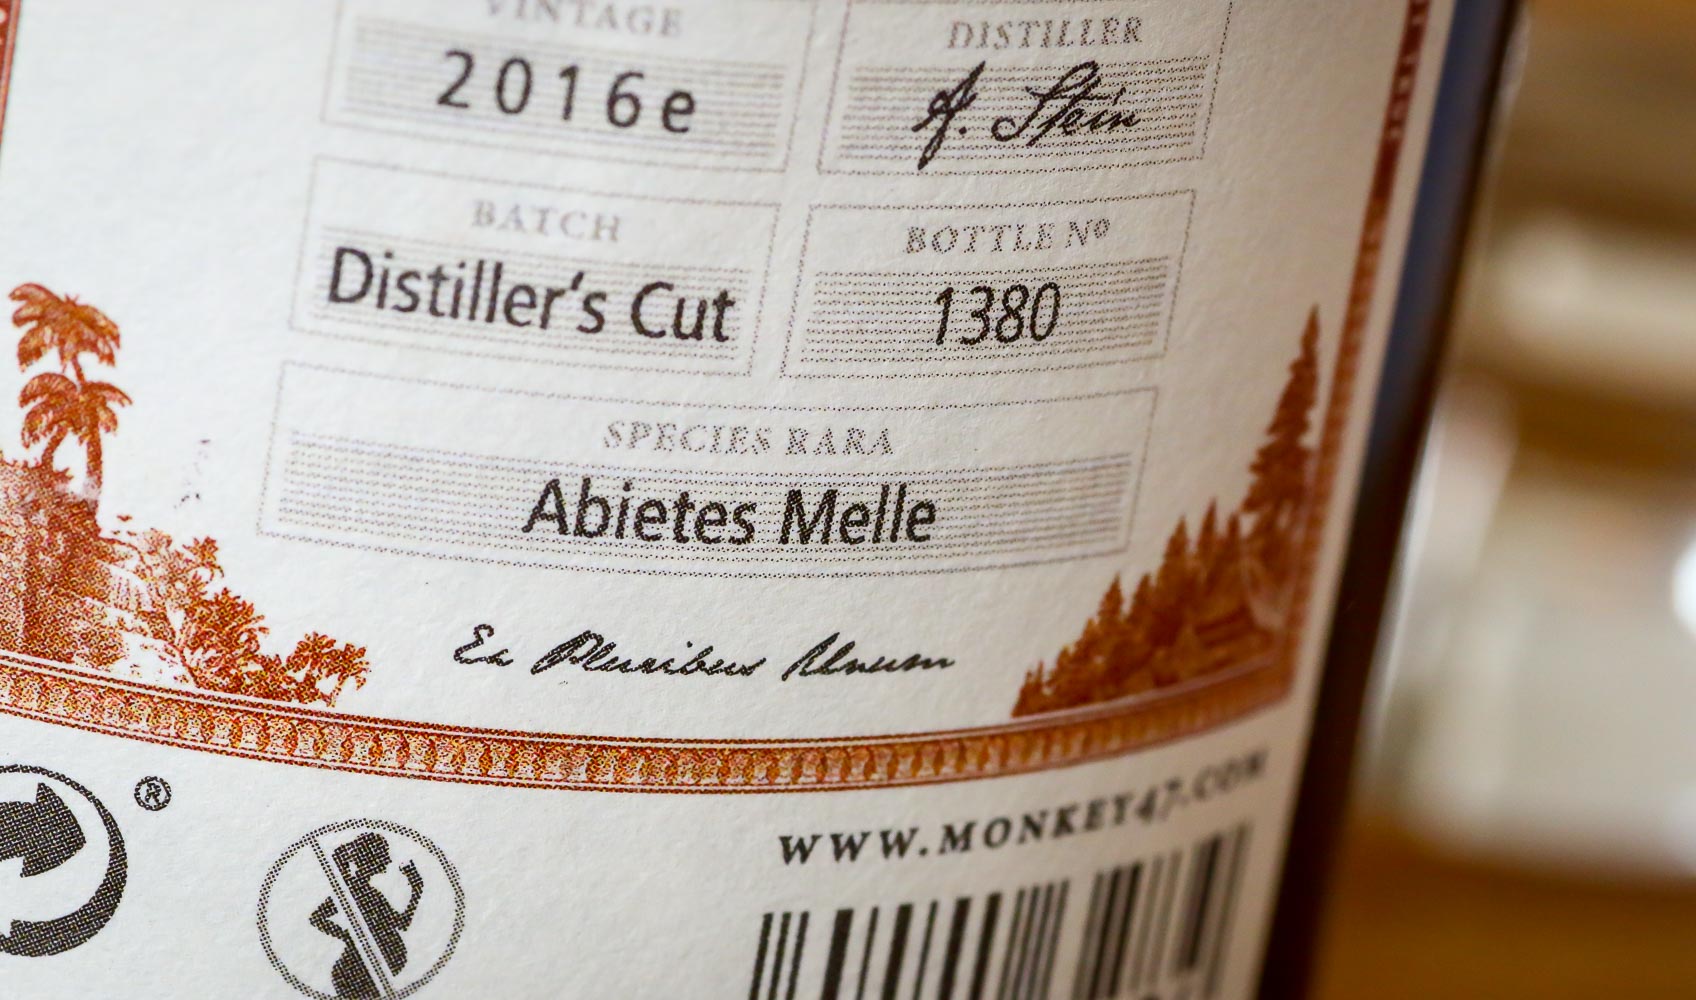 VINTAGE
2016e
DISTILLER
A. Stein
BATCH
Distiller's Cut
BOTTLE Nº
1380
SPECIES RARA
Abietes Melle
Ex Pluribus Unum
®
WWW.MONKEY47.COM